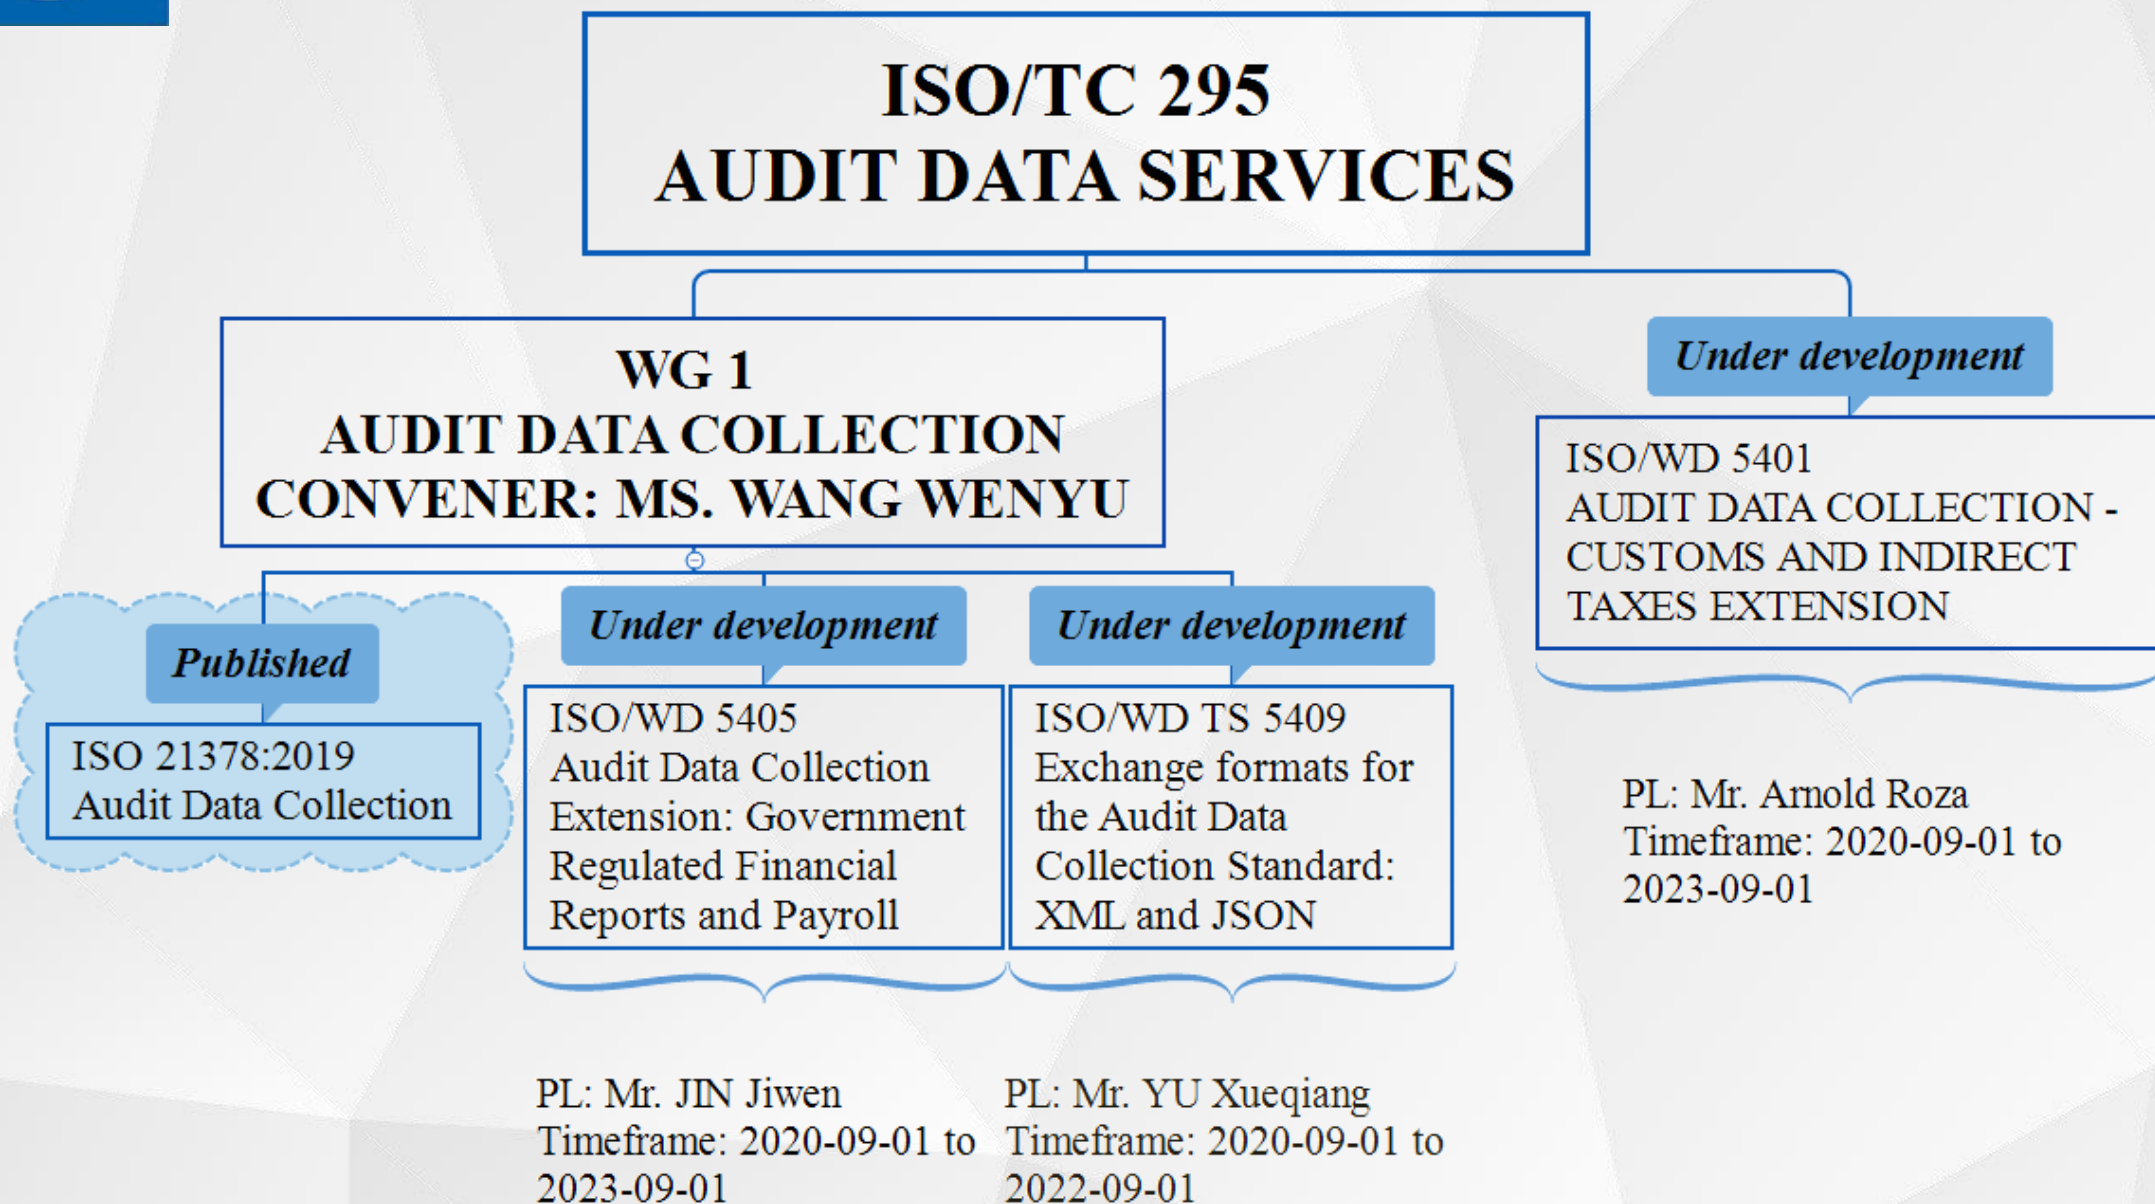 ISO/TC 295
AUDIT DATA SERVICES
WG 1
AUDIT DATA COLLECTION
CONVENER: MS. WANG WENYU
Under development
ISO/WD 5401
AUDIT DATA COLLECTION -
CUSTOMS AND INDIRECT
TAXES EXTENSION
PL: Mr. Arnold Roza
Timeframe: 2020-09-01 to
2023-09-01
Published
ISO 21378:2019
Audit Data Collection
Under development
ISO/WD 5405
Audit Data Collection
Extension: Government
Regulated Financial
Reports and Payroll
PL: Mr. JIN Jiwen
Timeframe: 2020-09-01 to
2023-09-01
Under development
ISO/WD TS 5409
Exchange formats for
the Audit Data
Collection Standard:
XML and JSON
PL: Mr. YU Xueqiang
Timeframe: 2020-09-01 to
2022-09-01